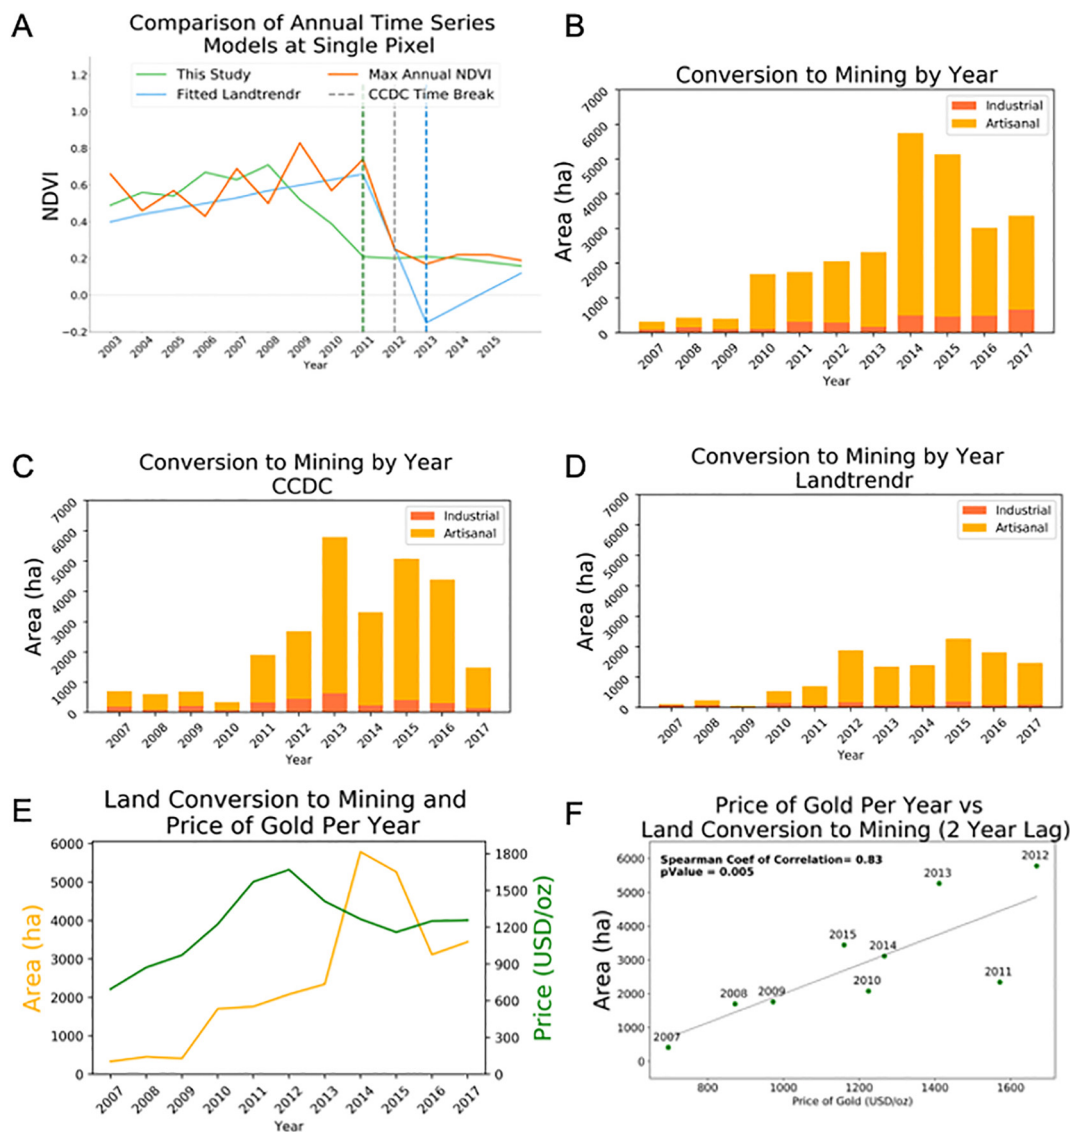 A
Comparison of Annual Time Series
Models at Single Pixel
This Study
Fitted Landtrendr
Max Annual NDVI
CCDC Time Break
NDVI
1.2
1.0
0.8
0.6
0.4
0.2
0.0
−0.2
2003
2004
2005
2006
2007
2008
2009
2010
2011
2012
2013
2014
2015
Year
B
Conversion to Mining by Year
Industrial
Artisanal
Area (ha)
7000
6000
5000
4000
3000
2000
1000
0
2007
2008
2009
2010
2011
2012
2013
2014
2015
2016
2017
Year
C
Conversion to Mining by Year
CCDC
Industrial
Artisanal
Area (ha)
7000
6000
5000
4000
3000
2000
1000
0
2007
2008
2009
2010
2011
2012
2013
2014
2015
2016
2017
Year
D
Conversion to Mining by Year
Landtrendr
Industrial
Artisanal
Area (ha)
7000
6000
5000
4000
3000
2000
1000
0
2007
2008
2009
2010
2011
2012
2013
2014
2015
2016
2017
Year
E
Land Conversion to Mining and
Price of Gold Per Year
Area (ha)
6000
5000
4000
3000
2000
1000
0
Price (USD/oz)
1800
1500
1200
900
600
300
0
2007
2008
2009
2010
2011
2012
2013
2014
2015
2016
2017
Year
F
Price of Gold Per Year vs
Land Conversion to Mining (2 Year Lag)
Spearman Coef of Correlation= 0.83
pValue = 0.005
Area (ha)
6000
5000
4000
3000
2000
1000
0
2012
2013
2015
2014
2011
2010
2008
2009
2007
800
1000
1200
1400
1600
Price of Gold (USD/oz)